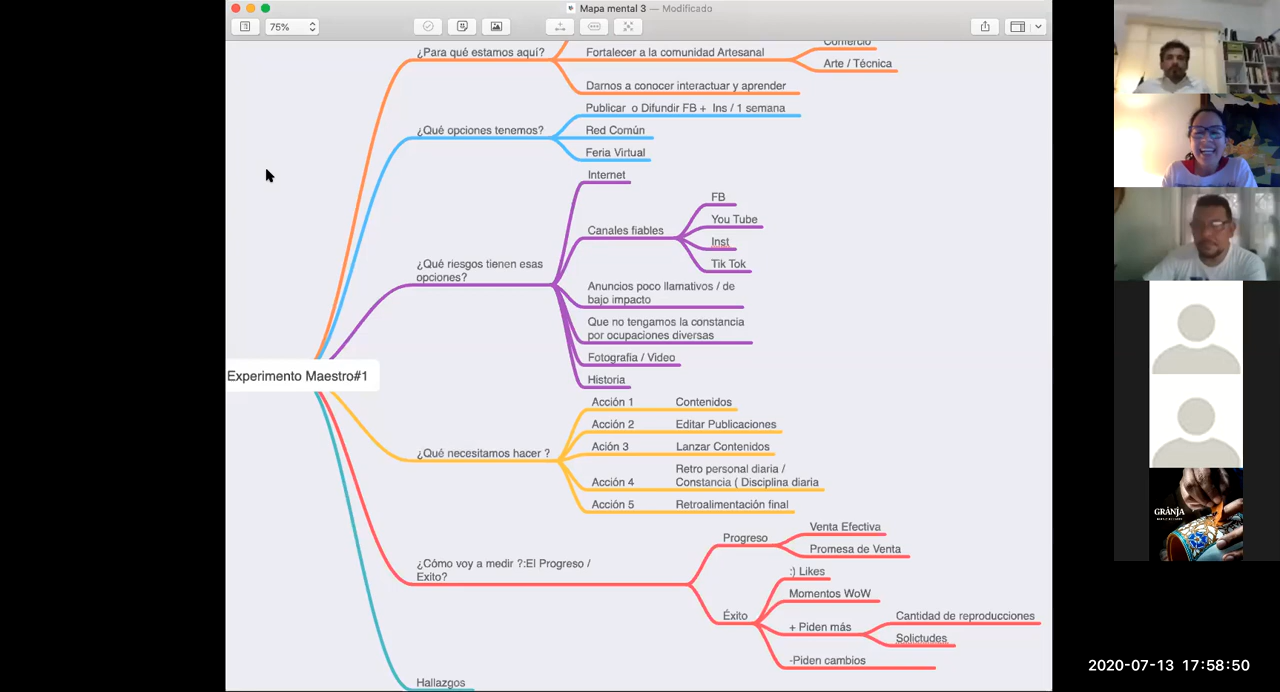 Mapa mental 3 — Modificado
75%
¿Para qué estamos aquí?
Fortalecer a la comunidad Artesanal
Comercio
Arte / Técnica
Darnos a conocer interactuar y aprender
¿Qué opciones tenemos?
Publicar o Difundir FB + Ins / 1 semana
Red Común
Feria Virtual
¿Qué riesgos tienen esas
opciones?
Internet
Canales fiables
FB
You Tube
Inst
Tik Tok
Anuncios poco llamativos / de
bajo impacto
Que no tengamos la constancia
por ocupaciones diversas
Fotografía / Video
Historia
Experimento Maestro#1
¿Qué necesitamos hacer ?
Acción 1 Contenidos
Acción 2 Editar Publicaciones
Ación 3 Lanzar Contenidos
Acción 4 Retro personal diaria /
Constancia ( Disciplina diaria
Acción 5 Retroalimentación final
¿Cómo voy a medir ?:El Progreso /
Exito?
Progreso
Venta Efectiva
Promesa de Venta
Éxito
:) Likes
Momentos WoW
+ Piden más
Cantidad de reproducciones
Solictudes
-Piden cambios
Hallazgos
GRANJA
2020-07-13 17:58:50